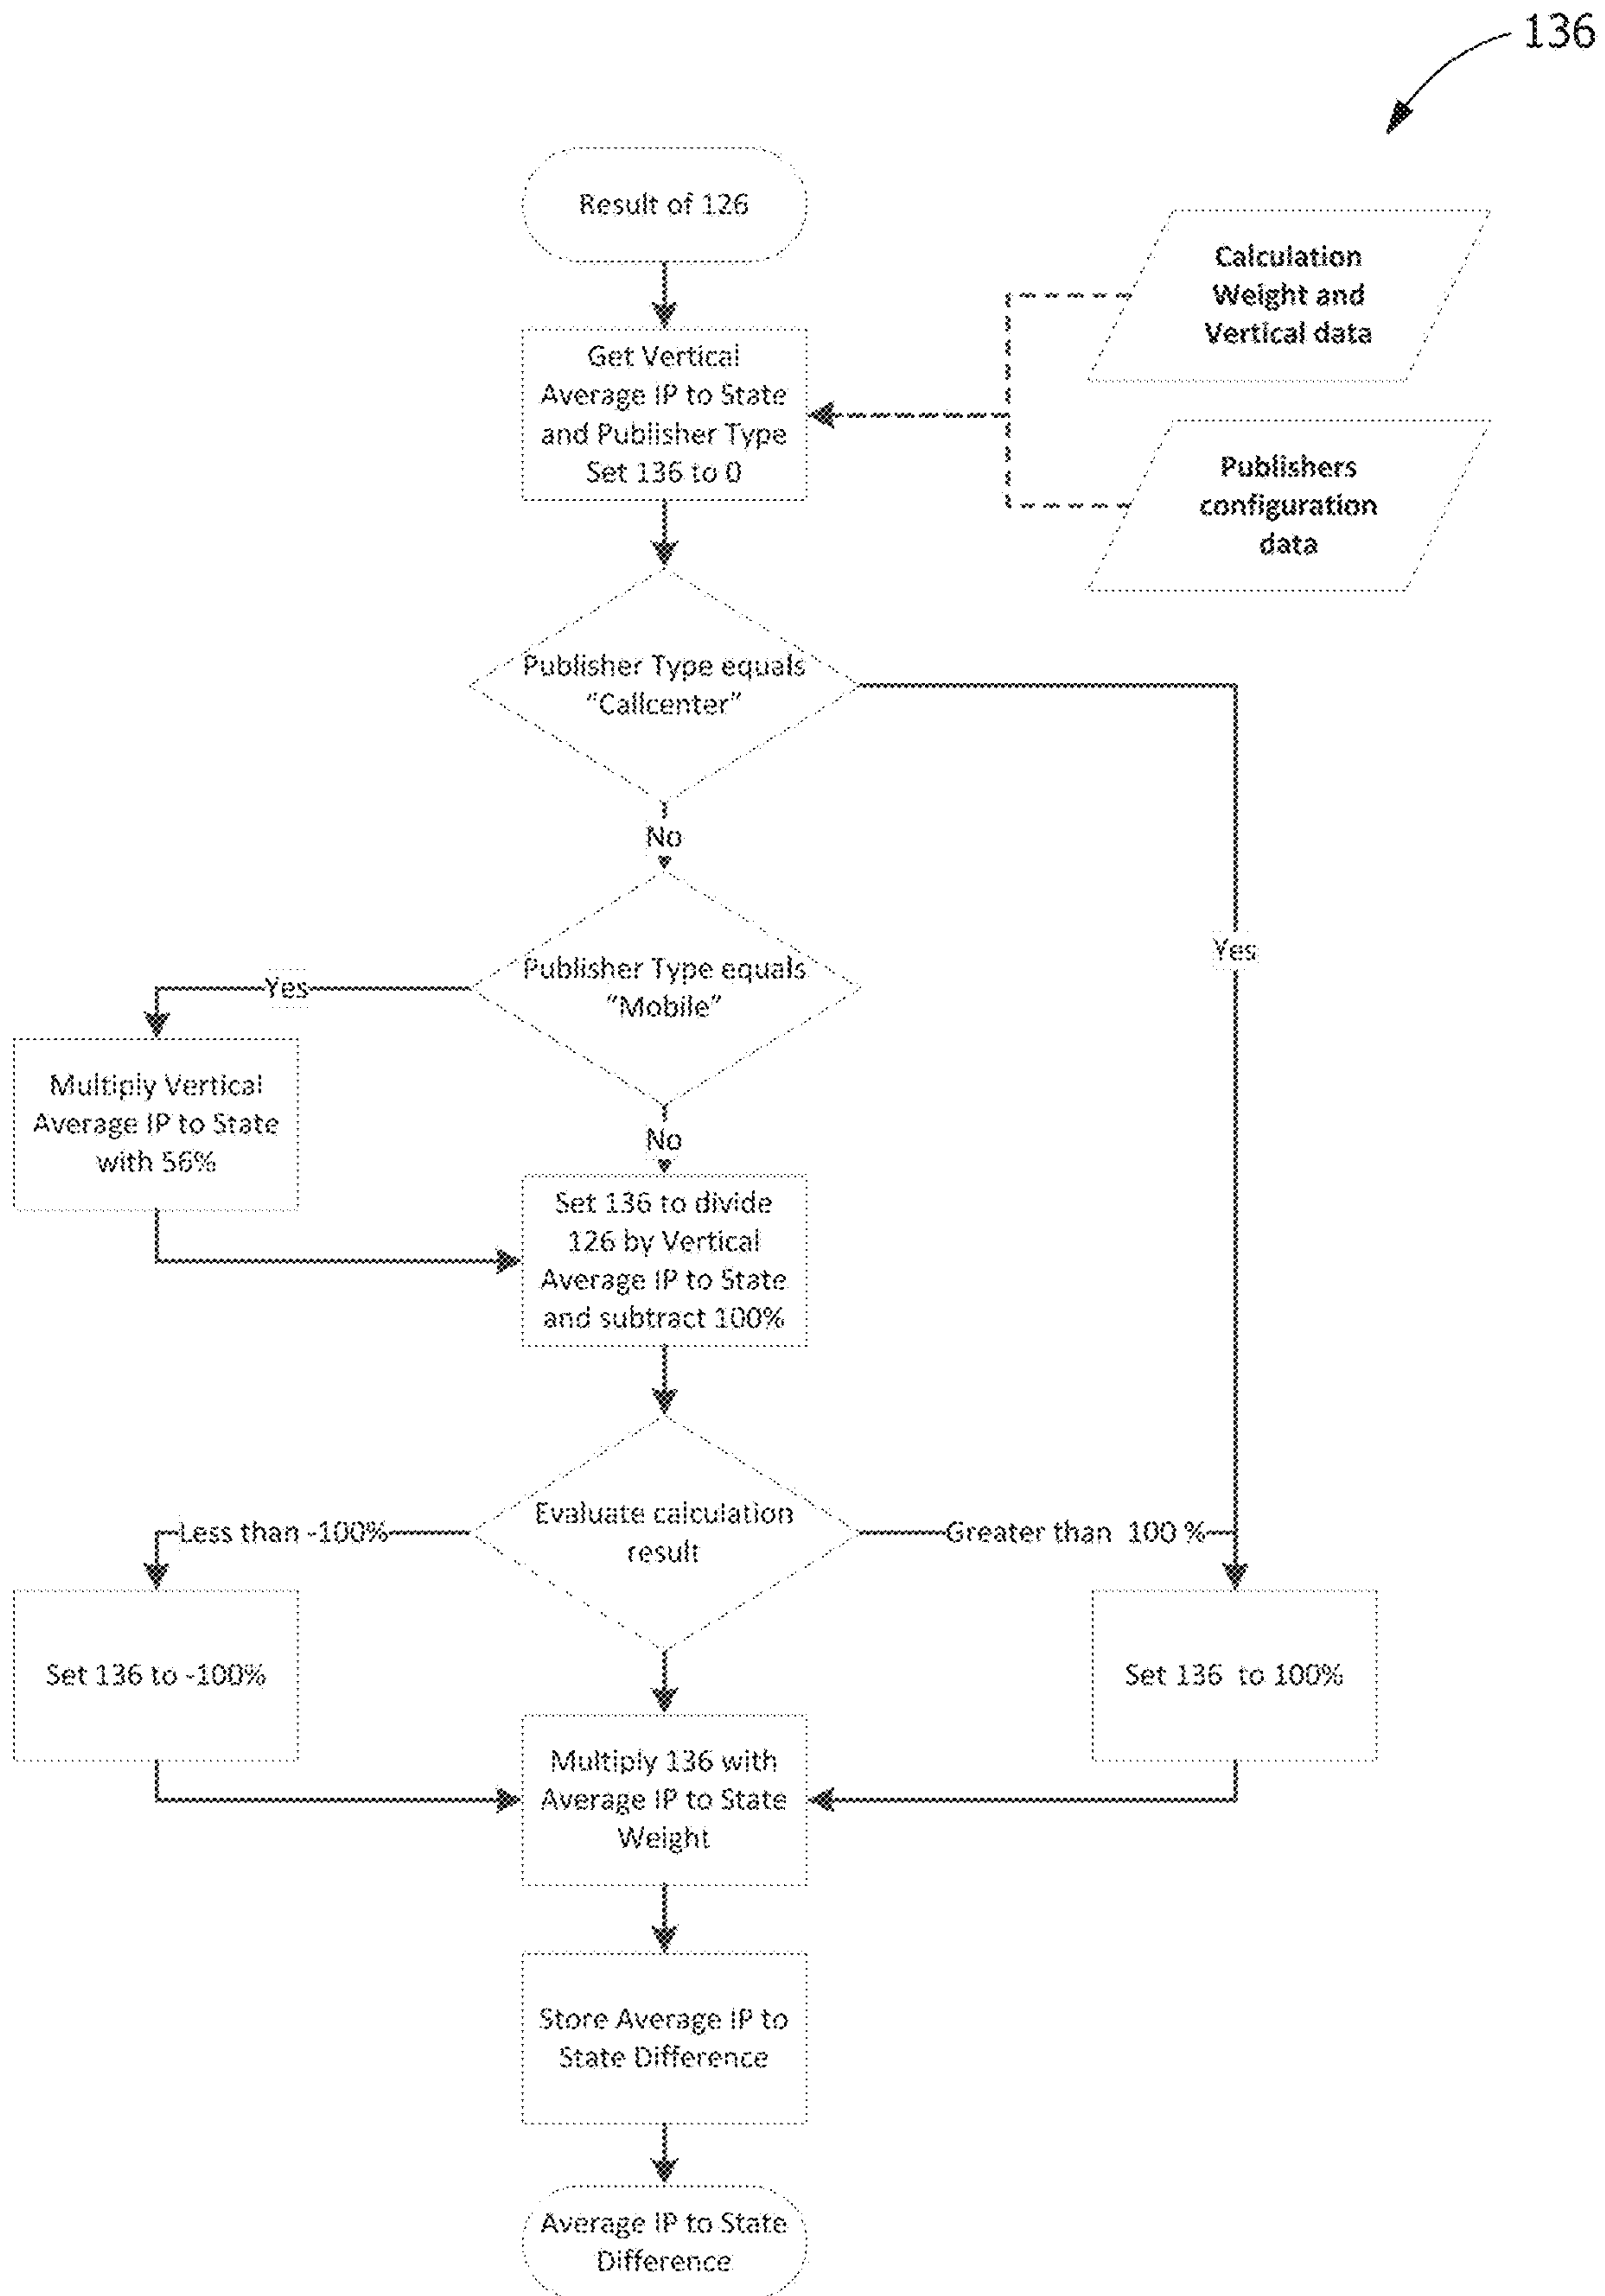 136
Result of 126
Calculation
Weight and
Vertical data
Get Vertical
Average IP to State
and Publisher Type
Set 136 to 0
Publishers
configuration
data
Publisher Type equals
“Callcenter”
No
Yes
Publisher Type equals
“Mobile”
Yes
Multiply Vertical
Average IP to State
with 56%
No
Set 136 to divide
126 by Vertical
Average IP to State
and subtract 100%
Evaluate calculation
result
Less than -100%
Greater than 100 %
Set 136 to -100%
Set 136 to 100%
Multiply 136 with
Average IP to State
Weight
Store Average IP to
State Difference
Average IP to State
Difference